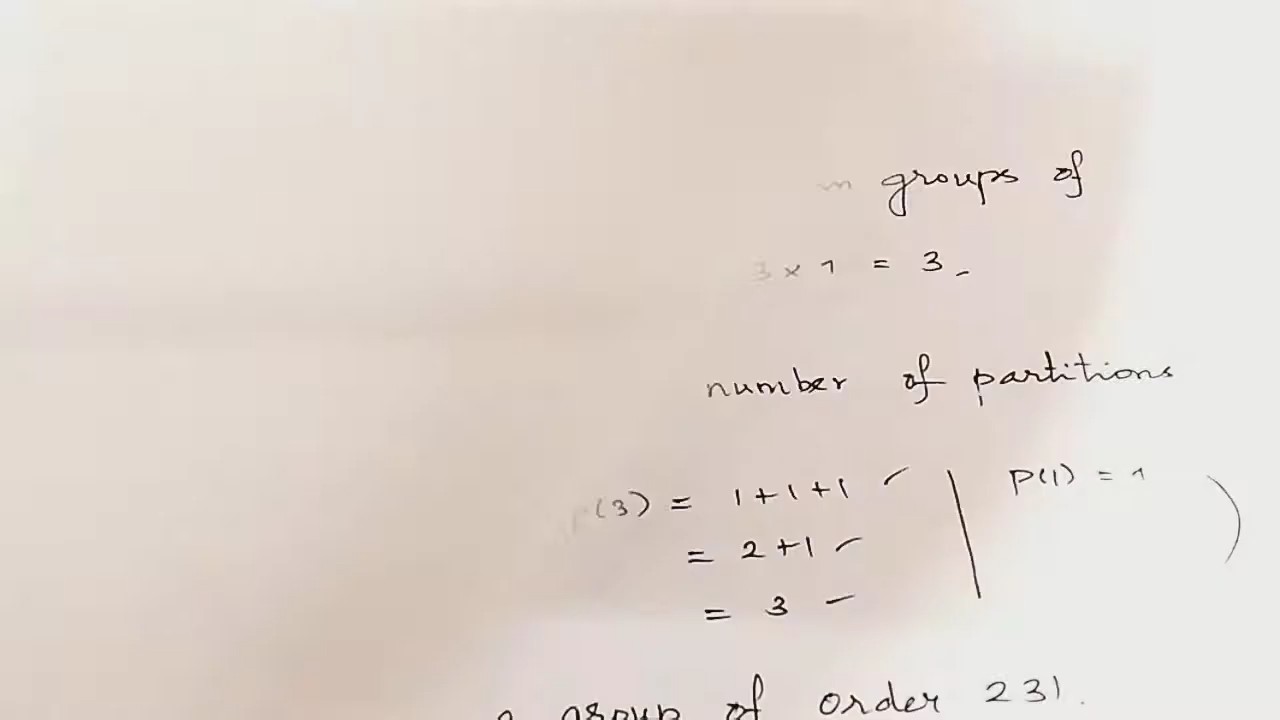 groups of
3 × 1 = 3
number of partitions
p(3) = 1+1+1
P(1) = 1
= 2+1
= 3
a group of order 231.